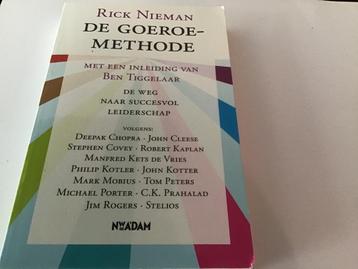 RICK NIEMAN
DE GOEROE-
METHODE
MET EEN INLEIDING VAN
BEN TIGGELAAR
DE WEG
NAAR SUCCESVOL
LEIDERSCHAP
VOLGENS:
DEEPAK CHOPRA · JOHN CLEESE
STEPHEN COVEY · ROBERT KAPLAN
MANFRED KETS DE VRIES
PHILIP KOTLER · JOHN KOTTER
MARK MOBIUS · TOM PETERS
MICHAEL PORTER · C.K. PRAHALAD
JIM ROGERS · STELIOS
NW ADAM